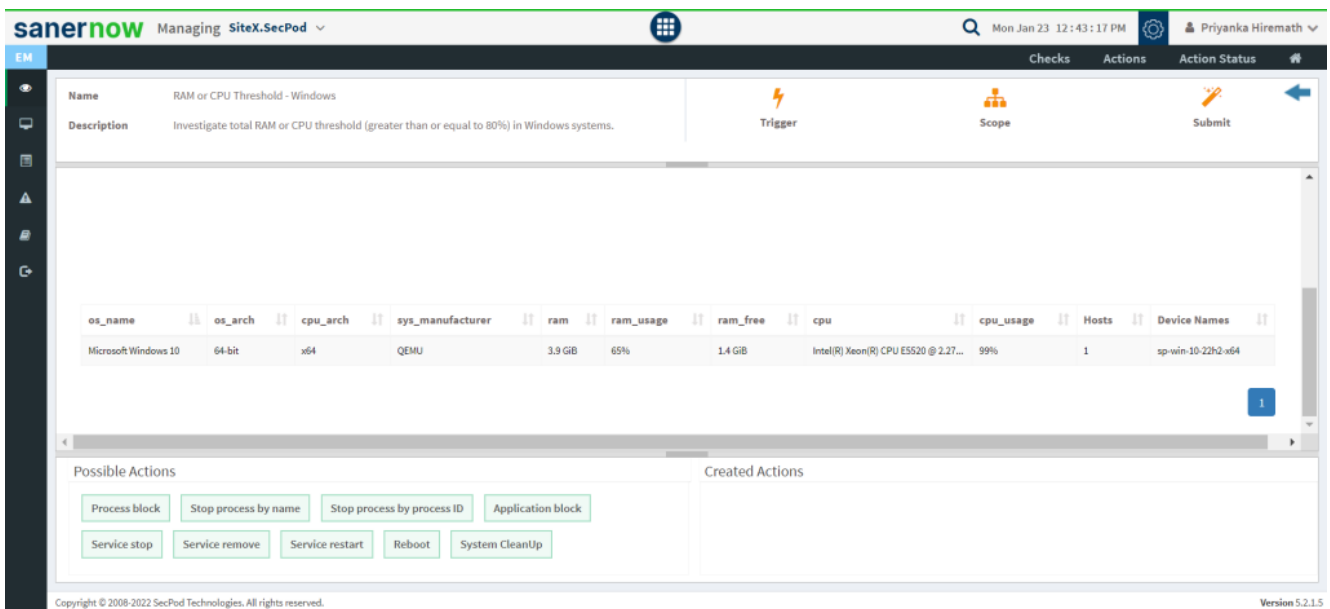 sanernow Managing SiteX.SecPod Mon Jan 23 12:43:17 PM Priyanka Hiremath
EM Checks Actions Action Status
Name RAM or CPU Threshold - Windows
Description Investigate total RAM or CPU threshold (greater than or equal to 80%) in Windows systems.
Trigger Scope Submit
os_name os_arch cpu_arch sys_manufacturer ram ram_usage ram_free cpu cpu_usage Hosts Device Names
Microsoft Windows 10 64-bit x64 QEMU 3.9 GiB 65% 1.4 GiB Intel(R) Xeon(R) CPU E5520 @ 2.27... 99% 1 sp-win-10-22h2-x64
1
Possible Actions Created Actions
Process block Stop process by name Stop process by process ID Application block
Service stop Service remove Service restart Reboot System CleanUp
Copyright © 2008-2022 SecPod Technologies. All rights reserved. Version 5.2.1.5